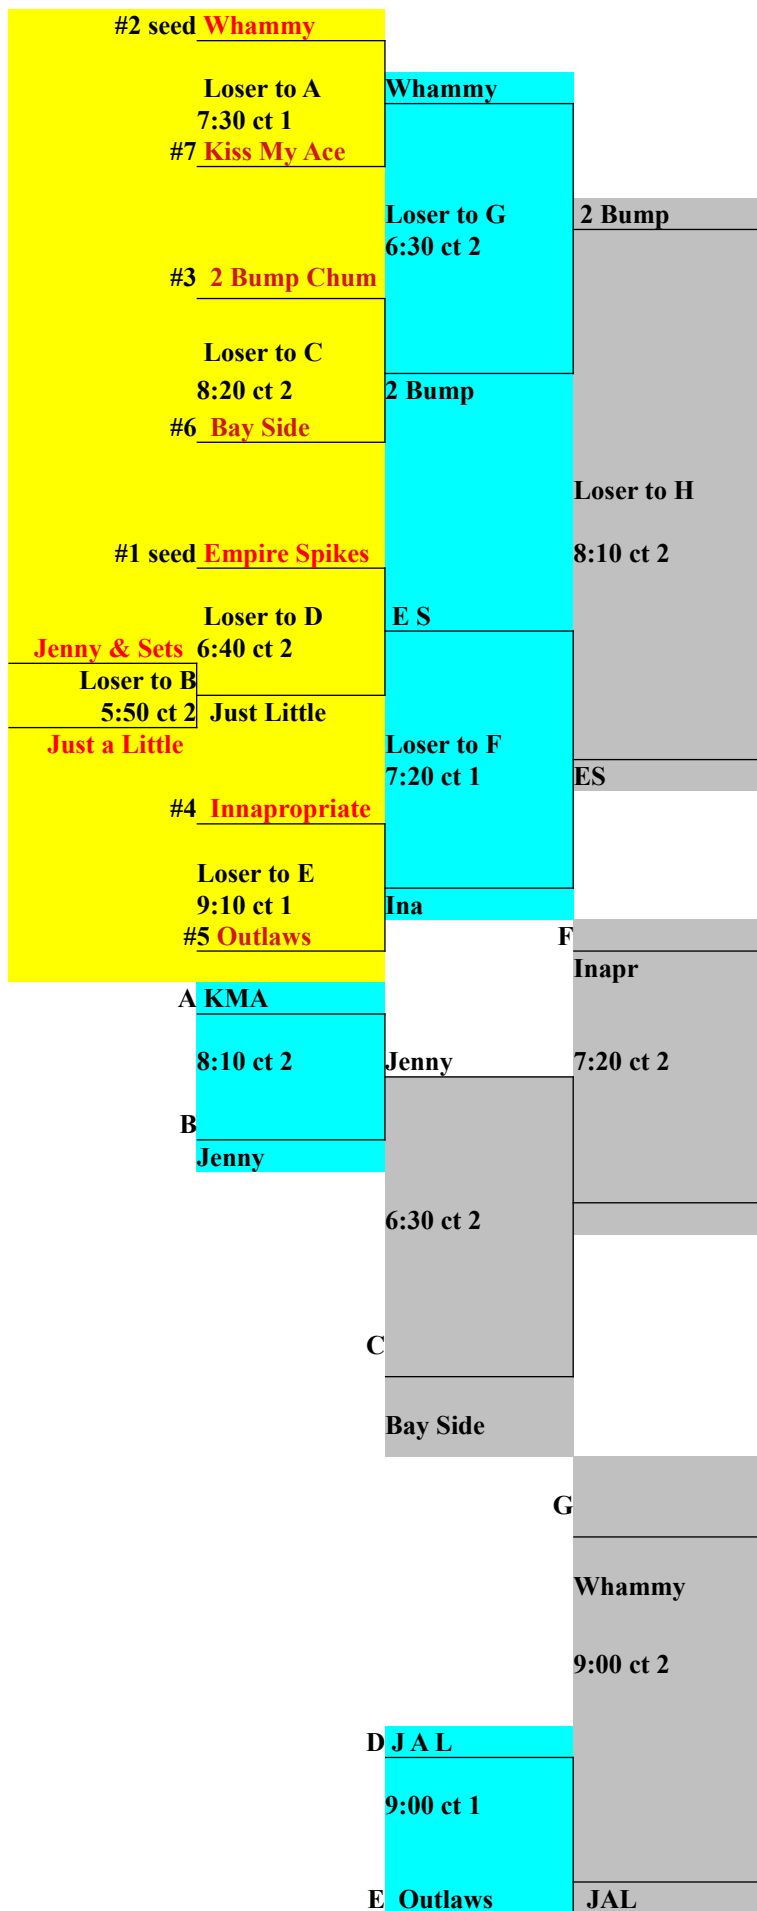 #2 seed Whammy
Loser to A
7:30 ct 1
#7 Kiss My Ace
Whammy
Loser to G
6:30 ct 2
2 Bump
#3 2 Bump Chum
Loser to C
8:20 ct 2
2 Bump
#6 Bay Side
Loser to H
8:10 ct 2
#1 seed Empire Spikes
Loser to D
6:40 ct 2
E S
Jenny & Sets
Loser to B
5:50 ct 2
Just Little
Just a Little
Loser to F
7:20 ct 1
ES
#4 Innapropriate
Loser to E
9:10 ct 1
Ina
#5 Outlaws
F
Inapr
7:20 ct 2
A KMA
8:10 ct 2
Jenny
B
Jenny
6:30 ct 2
C
Bay Side
G
Whammy
9:00 ct 2
D J A L
9:00 ct 1
E Outlaws
JAL